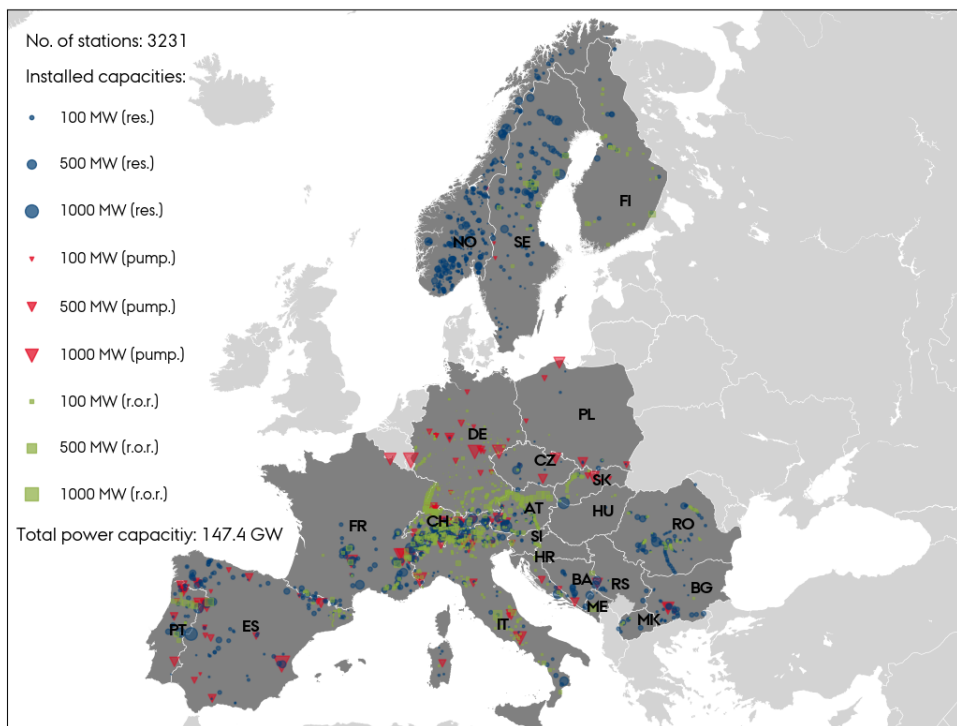 No. of stations: 3231
Installed capacities:
100 MW (res.)
500 MW (res.)
1000 MW (res.)
100 MW (pump.)
500 MW (pump.)
1000 MW (pump.)
100 MW (r.o.r.)
500 MW (r.o.r.)
1000 MW (r.o.r.)
Total power capacitiy: 147.4 GW
FI
NO
SE
PL
DE
CZ
SK
AT
HU
CH
FR
RO
SI
HR
BA
RS
BG
ME
MK
IT
ES
PT